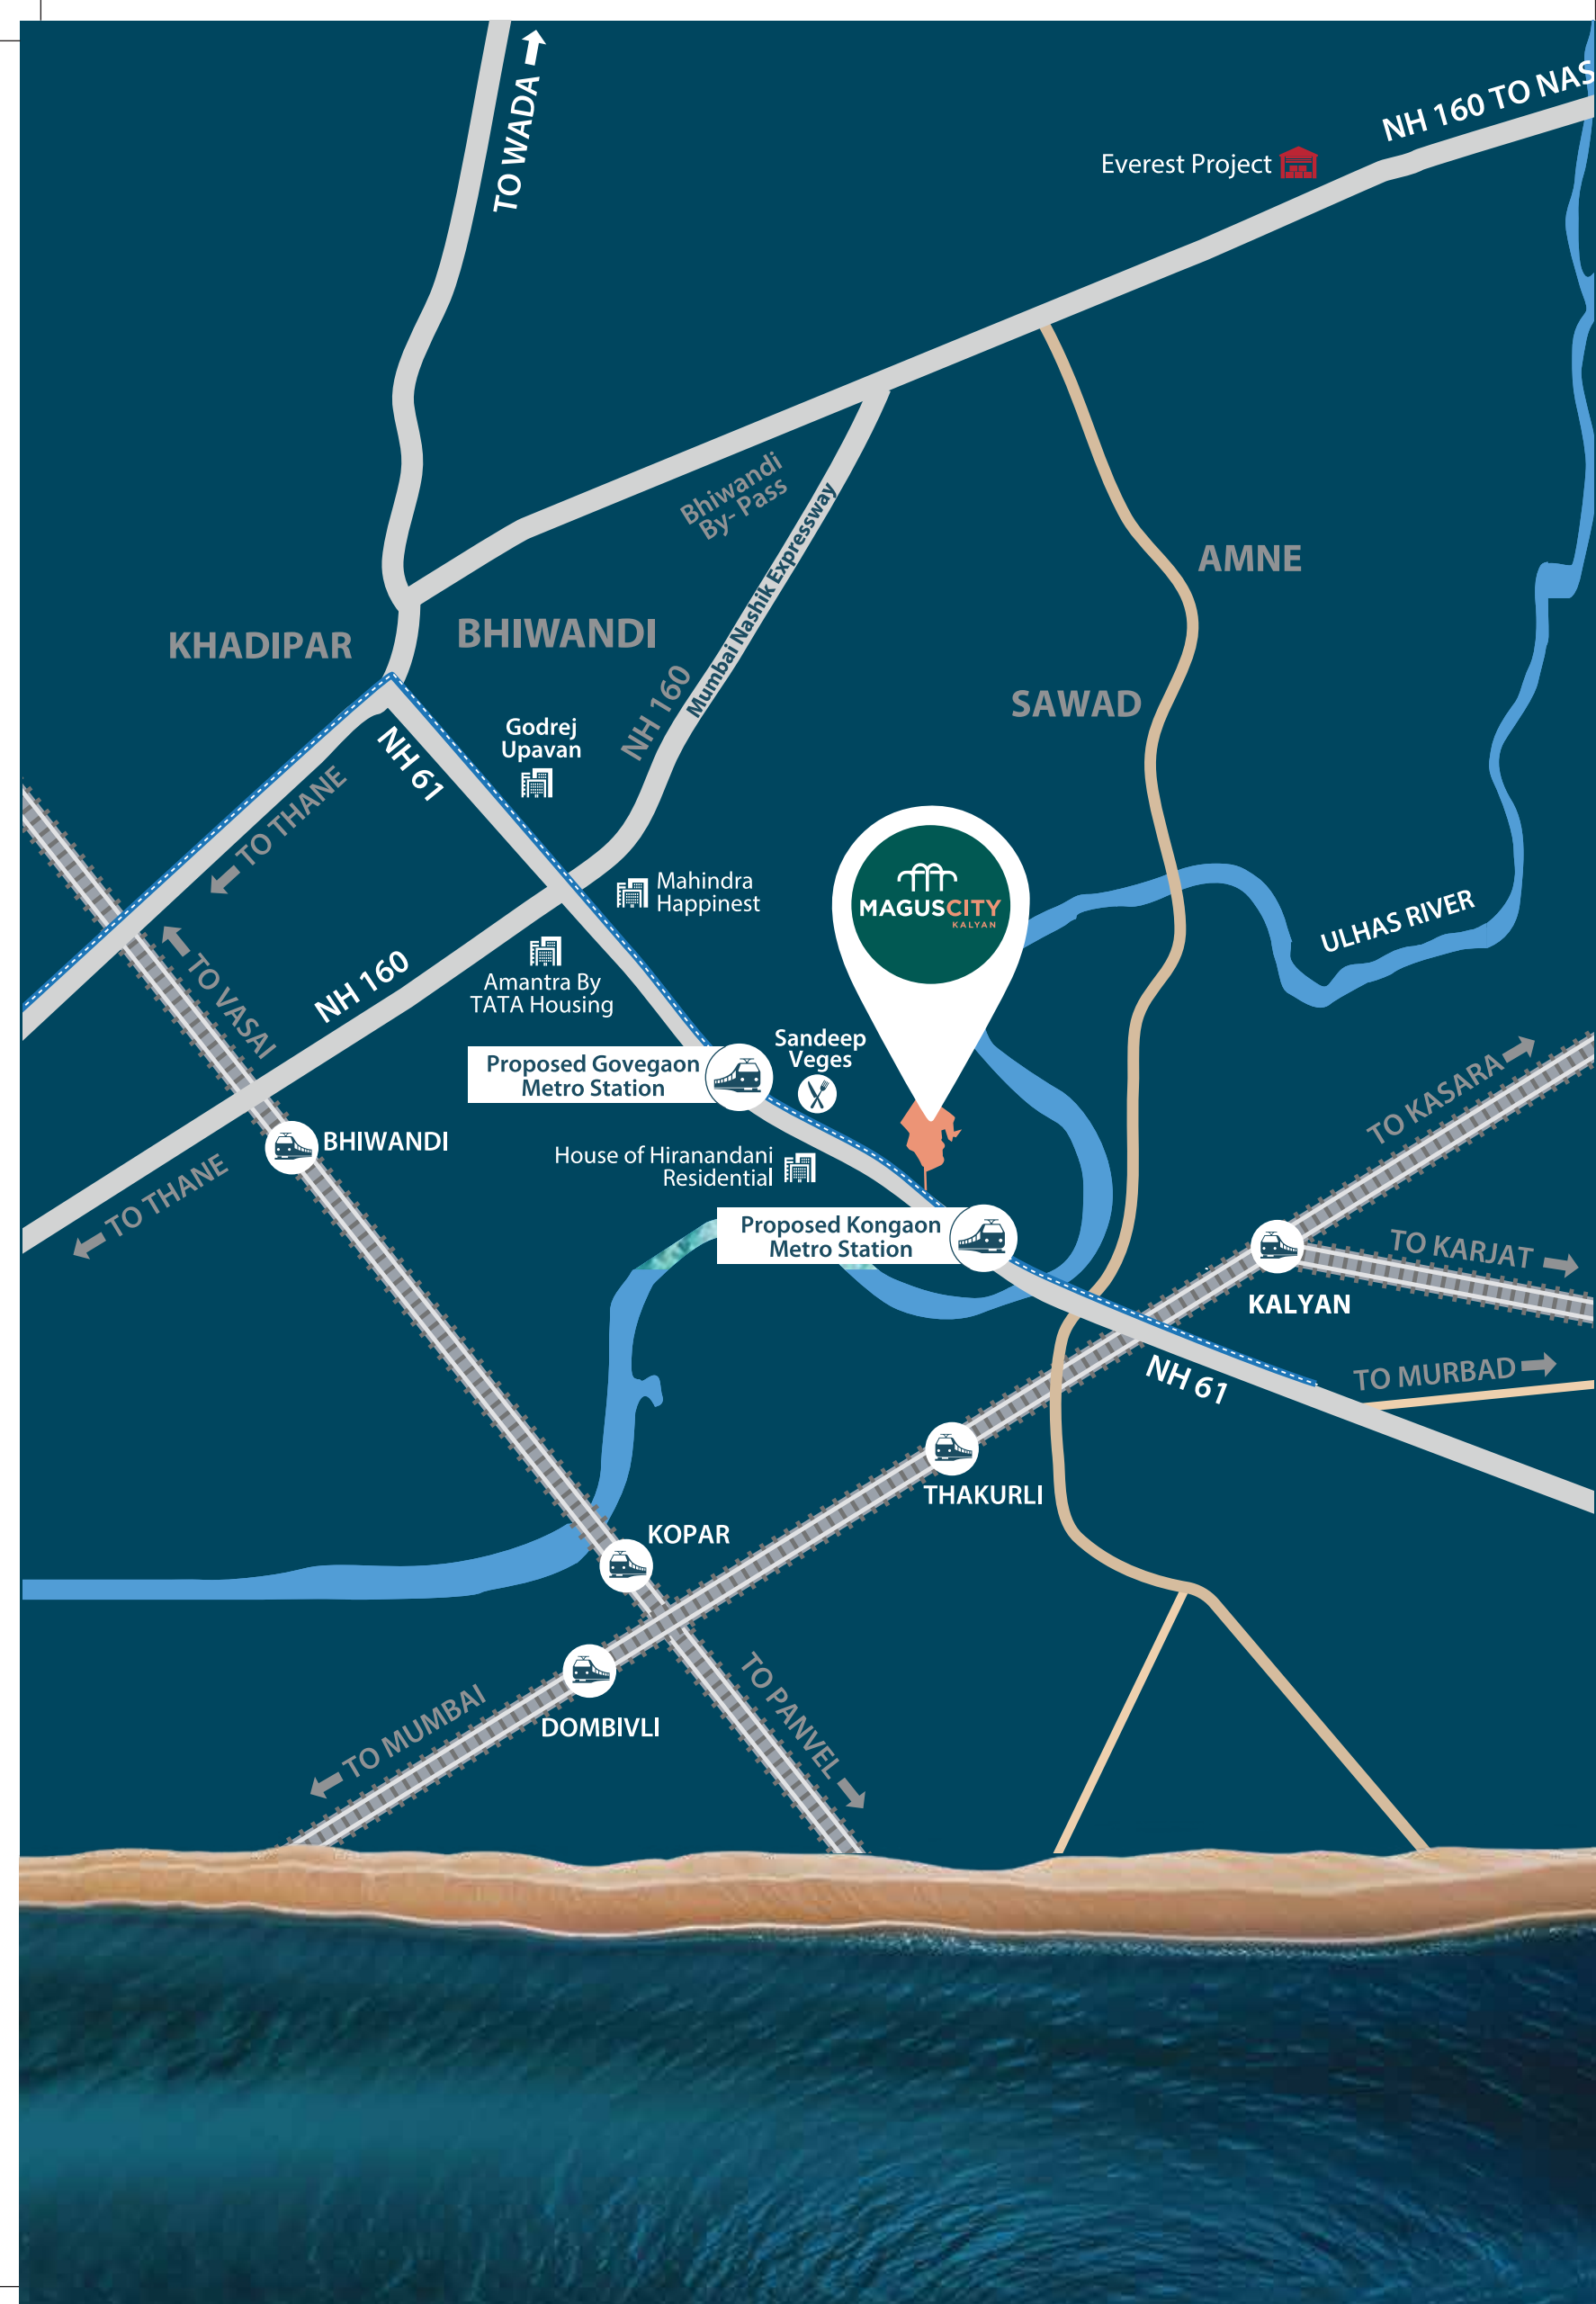 TO WADA
NH 160 TO NAS
Everest Project
Bhiwandi
By- Pass
Mumbai Nashik Expressway
AMNE
KHADIPAR
BHIWANDI
NH 160
SAWAD
Godrej
Upavan
NH 61
TO THANE
Mahindra
Happinest
MAGUSCITY
KALYAN
ULHAS RIVER
TO VASAI
NH 160
Amantra By
TATA Housing
Sandeep
Veges
Proposed Govegaon
Metro Station
TO KASARA
BHIWANDI
House of Hiranandani
Residential
TO THANE
Proposed Kongaon
Metro Station
TO KARJAT
KALYAN
NH 61
TO MURBAD
THAKURLI
KOPAR
TO PANVEL
TO MUMBAI
DOMBIVLI